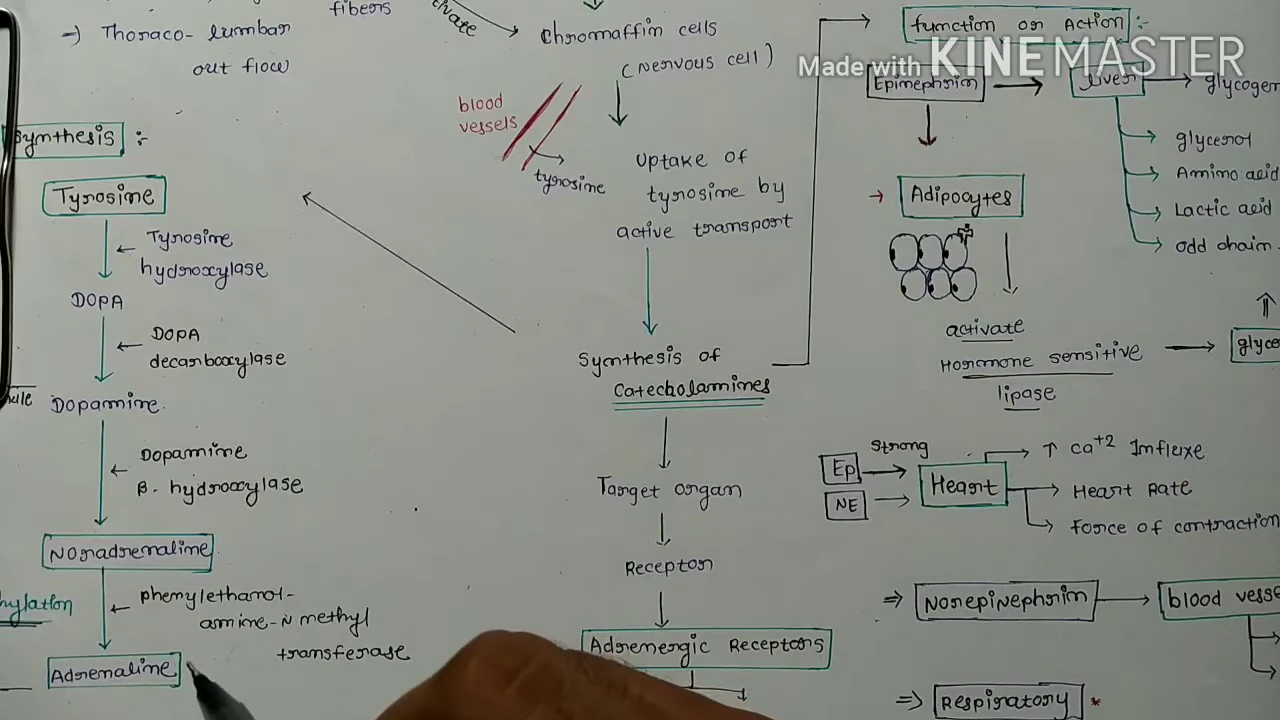 fibers
=) Thoraco-lumbar
out flow
Synthesis :-
Tyrosine
Tyrosine
hydroxylase
DOPA
DOPA
decarboxylase
Dopamine.
Dopamine
β. hydroxylase
Noradrenaline
hylation
phenylethanol-
amine-N methyl
transferase
Adrenaline
chromaffin cells
(nervous cell)
blood
vessels
tyrosine
uptake of
tyrosine by
active transport
Synthesis of
Catecholamines
Target organ
Receptor
Adrenergic Receptors
function or Action :-
Made with KINEMASTER
Epinephrin
liver
glycogen
glycerol
Amino acid
Lactic acid
odd chain
Adipocytes
activate
Hormone sensitive
lipase
glyce
Strong
Ep
NE
Heart
↑ Ca+2 Influxe
Heart Rate
force of contraction
=> Norepinephrin
blood vesse
=> Respiratory *